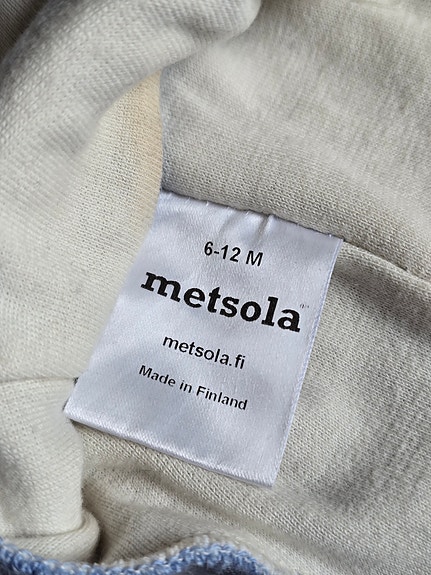 6-12 M
metsola
metsola.fi
Made in Finland